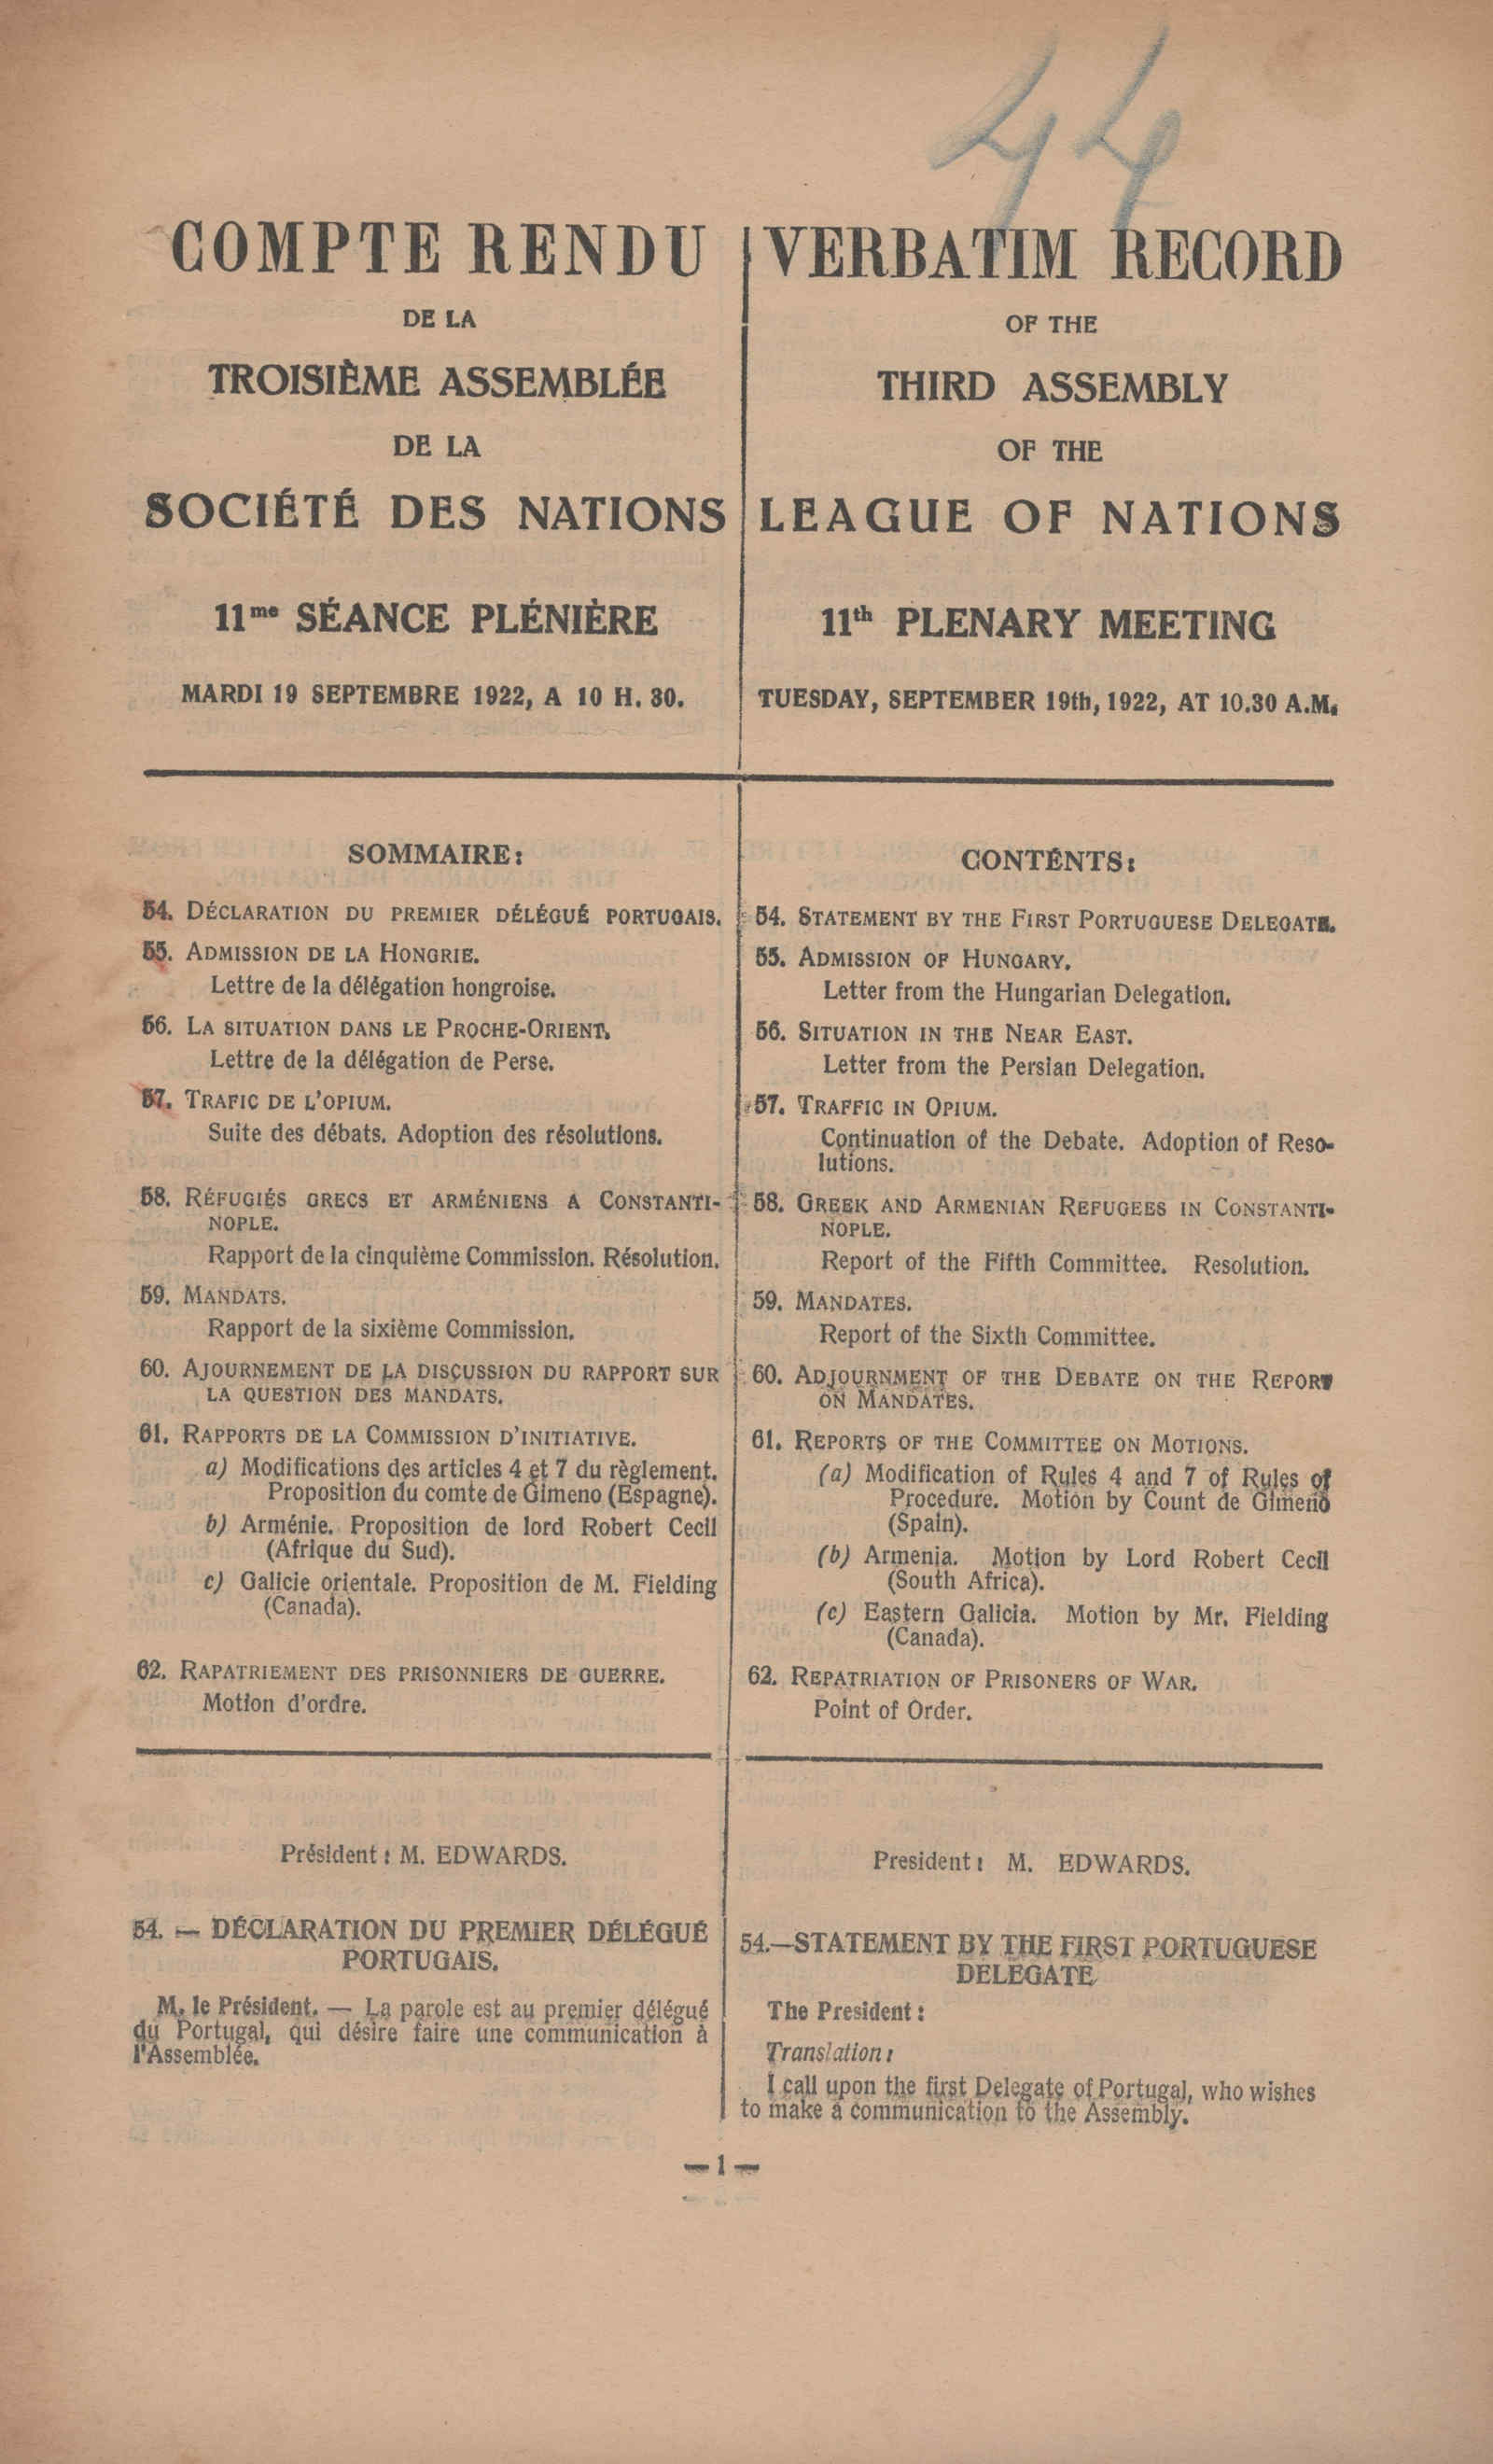 44
COMPTE RENDU
DE LA
TROISIÈME ASSEMBLÉE
DE LA
SOCIÉTÉ DES NATIONS
11me SÉANCE PLÉNIÈRE
MARDI 19 SEPTEMBRE 1922, A 10 H. 30.
VERBATIM RECORD
OF THE
THIRD ASSEMBLY
OF THE
LEAGUE OF NATIONS
11th PLENARY MEETING
TUESDAY, SEPTEMBER 19th, 1922, AT 10.30 A.M.
SOMMAIRE:
54. DÉCLARATION DU PREMIER DÉLÉGUÉ PORTUGAIS.
55. ADMISSION DE LA HONGRIE.
Lettre de la délégation hongroise.
56. LA SITUATION DANS LE PROCHE-ORIENT.
Lettre de la délégation de Perse.
57. TRAFIC DE L'OPIUM.
Suite des débats. Adoption des résolutions.
58. RÉFUGIÉS GRECS ET ARMÉNIENS A CONSTANTI-
NOPLE.
Rapport de la cinquième Commission. Résolution.
59. MANDATS.
Rapport de la sixième Commission.
60. AJOURNEMENT DE LA DISCUSSION DU RAPPORT SUR
LA QUESTION DES MANDATS.
61. RAPPORTS DE LA COMMISSION D'INITIATIVE.
a) Modifications des articles 4 et 7 du règlement.
Proposition du comte de Gimeno (Espagne).
b) Arménie. Proposition de lord Robert Cecil
(Afrique du Sud).
c) Galicie orientale. Proposition de M. Fielding
(Canada).
62. RAPATRIEMENT DES PRISONNIERS DE GUERRE.
Motion d'ordre.
CONTENTS:
54. STATEMENT BY THE FIRST PORTUGUESE DELEGATE.
55. ADMISSION OF HUNGARY.
Letter from the Hungarian Delegation.
56. SITUATION IN THE NEAR EAST.
Letter from the Persian Delegation.
57. TRAFFIC IN OPIUM.
Continuation of the Debate. Adoption of Reso-
lutions.
58. GREEK AND ARMENIAN REFUGEES IN CONSTANTI-
NOPLE.
Report of the Fifth Committee. Resolution.
59. MANDATES.
Report of the Sixth Committee.
60. ADJOURNMENT OF THE DEBATE ON THE REPORT
ON MANDATES.
61. REPORTS OF THE COMMITTEE ON MOTIONS.
(a) Modification of Rules 4 and 7 of Rules of
Procedure. Motion by Count de Gimeno
(Spain).
(b) Armenia. Motion by Lord Robert Cecil
(South Africa).
(c) Eastern Galicia. Motion by Mr. Fielding
(Canada).
62. REPATRIATION OF PRISONERS OF WAR.
Point of Order.
Président : M. EDWARDS.
54. — DÉCLARATION DU PREMIER DÉLÉGUÉ
PORTUGAIS.
M. le Président. — La parole est au premier délégué
du Portugal, qui désire faire une communication à
l'Assemblée.
President : M. EDWARDS.
54.—STATEMENT BY THE FIRST PORTUGUESE
DELEGATE
The President :
Translation :
I call upon the first Delegate of Portugal, who wishes
to make a communication to the Assembly.
— 1 —